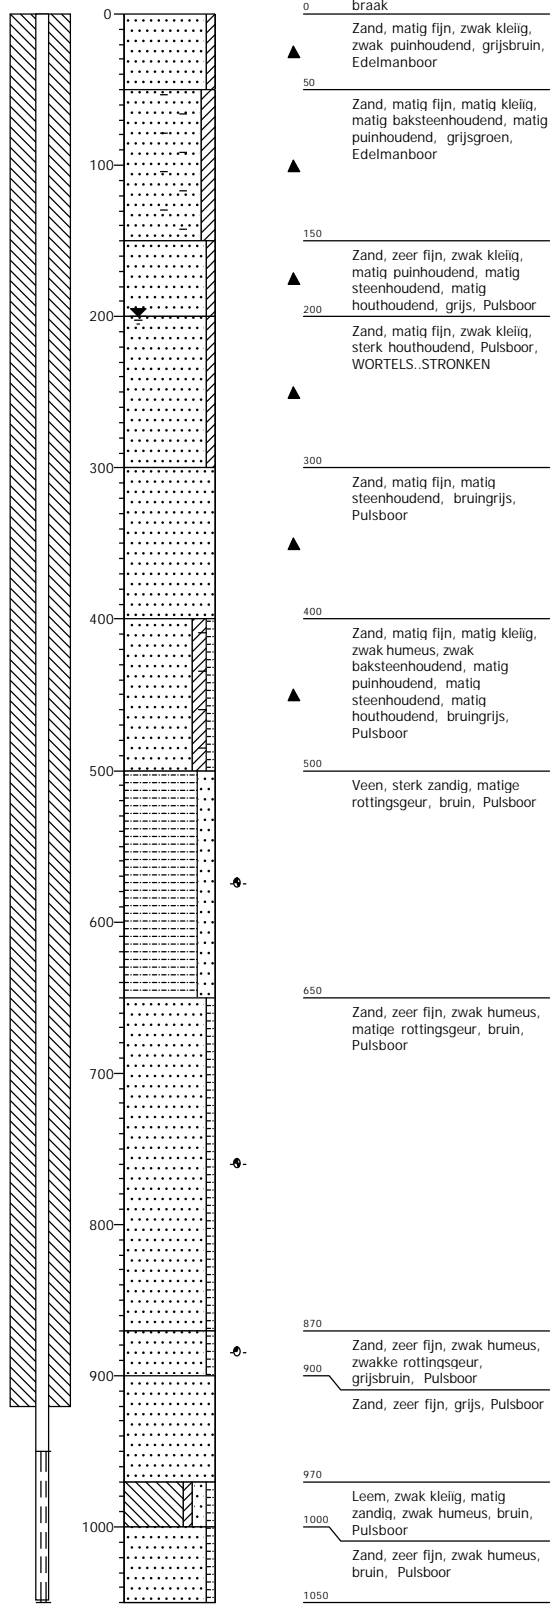 0
100
200
300
400
500
600
700
800
900
1000
0
braak
Zand, matig fijn, zwak kleiïg,
zwak puinhoudend, grijsbruin,
Edelmanboor
50
Zand, matig fijn, matig kleiïg,
matig baksteenhoudend, matig
puinhoudend, grijsgroen,
Edelmanboor
150
Zand, zeer fijn, zwak kleiïg,
matig puinhoudend, matig
steenhoudend, matig
houthoudend, grijs, Pulsboor
200
Zand, matig fijn, zwak kleiïg,
sterk houthoudend, Pulsboor,
WORTELS..STRONKEN
300
Zand, matig fijn, matig
steenhoudend, bruingrijs,
Pulsboor
400
Zand, matig fijn, matig kleiïg,
zwak humeus, zwak
baksteenhoudend, matig
puinhoudend, matig
steenhoudend, matig
houthoudend, bruingrijs,
Pulsboor
500
Veen, sterk zandig, matige
rottingsgeur, bruin, Pulsboor
650
Zand, zeer fijn, zwak humeus,
matige rottingsgeur, bruin,
Pulsboor
870
Zand, zeer fijn, zwak humeus,
zwakke rottingsgeur,
grijsbruin, Pulsboor
900
Zand, zeer fijn, grijs, Pulsboor
970
Leem, zwak kleiïg, matig
zandig, zwak humeus, bruin,
Pulsboor
1000
Zand, zeer fijn, zwak humeus,
bruin, Pulsboor
1050